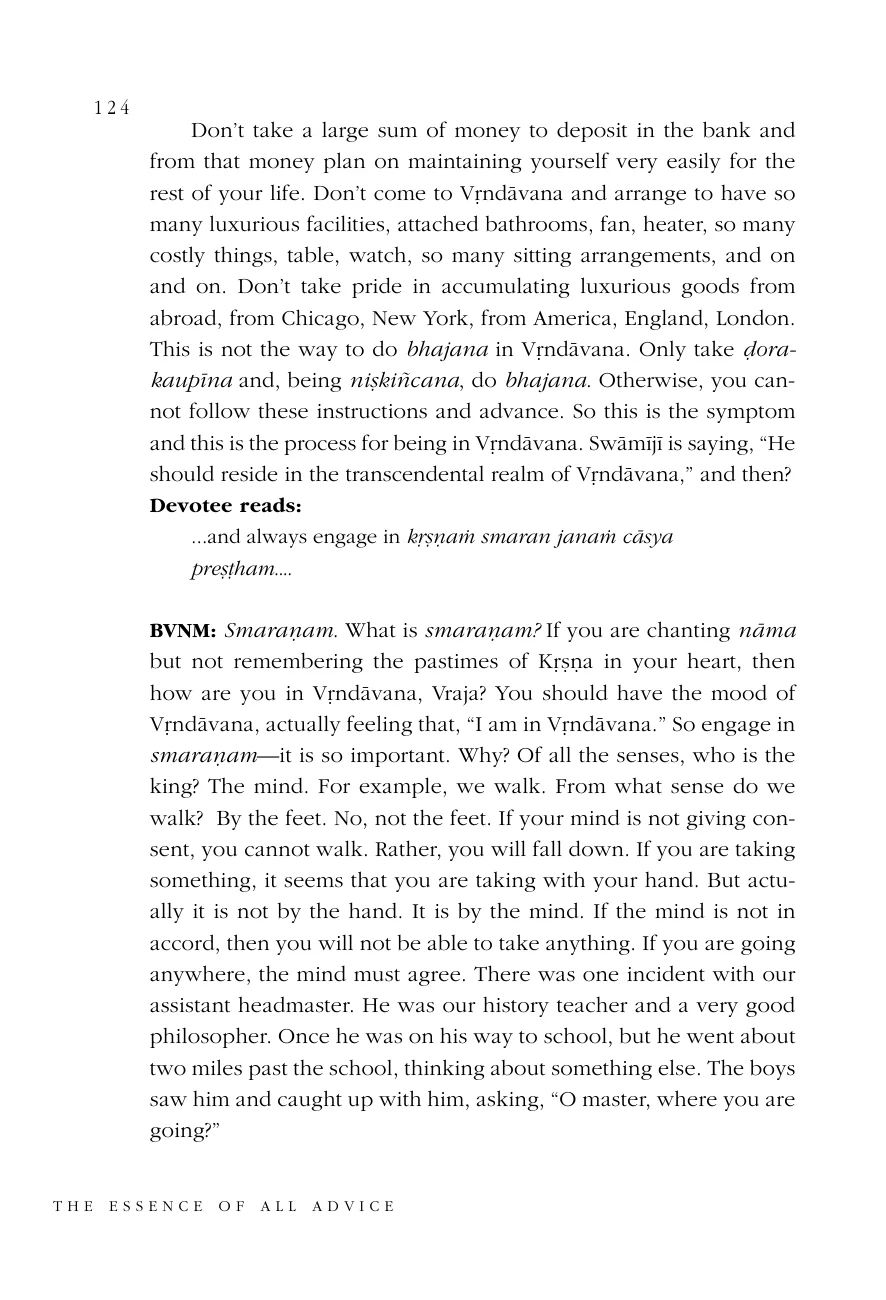 124
Don’t take a large sum of money to deposit in the bank and
from that money plan on maintaining yourself very easily for the
rest of your life. Don’t come to Vṛndāvana and arrange to have so
many luxurious facilities, attached bathrooms, fan, heater, so many
costly things, table, watch, so many sitting arrangements, and on
and on. Don’t take pride in accumulating luxurious goods from
abroad, from Chicago, New York, from America, England, London.
This is not the way to do bhajana in Vṛndāvana. Only take ḍora-
kaupīna and, being niṣkiñcana, do bhajana. Otherwise, you can-
not follow these instructions and advance. So this is the symptom
and this is the process for being in Vṛndāvana. Swāmījī is saying, “He
should reside in the transcendental realm of Vṛndāvana,” and then?
Devotee reads:
...and always engage in kṛṣṇaṁ smaran janaṁ cāsya
preṣṭham....
BVNM: Smaraṇam. What is smaraṇam? If you are chanting nāma
but not remembering the pastimes of Kṛṣṇa in your heart, then
how are you in Vṛndāvana, Vraja? You should have the mood of
Vṛndāvana, actually feeling that, “I am in Vṛndāvana.” So engage in
smaraṇam—it is so important. Why? Of all the senses, who is the
king? The mind. For example, we walk. From what sense do we
walk?  By the feet. No, not the feet. If your mind is not giving con-
sent, you cannot walk. Rather, you will fall down. If you are taking
something, it seems that you are taking with your hand. But actu-
ally it is not by the hand. It is by the mind. If the mind is not in
accord, then you will not be able to take anything. If you are going
anywhere, the mind must agree. There was one incident with our
assistant headmaster. He was our history teacher and a very good
philosopher. Once he was on his way to school, but he went about
two miles past the school, thinking about something else. The boys
saw him and caught up with him, asking, “O master, where you are
going?”
THE ESSENCE OF ALL ADVICE